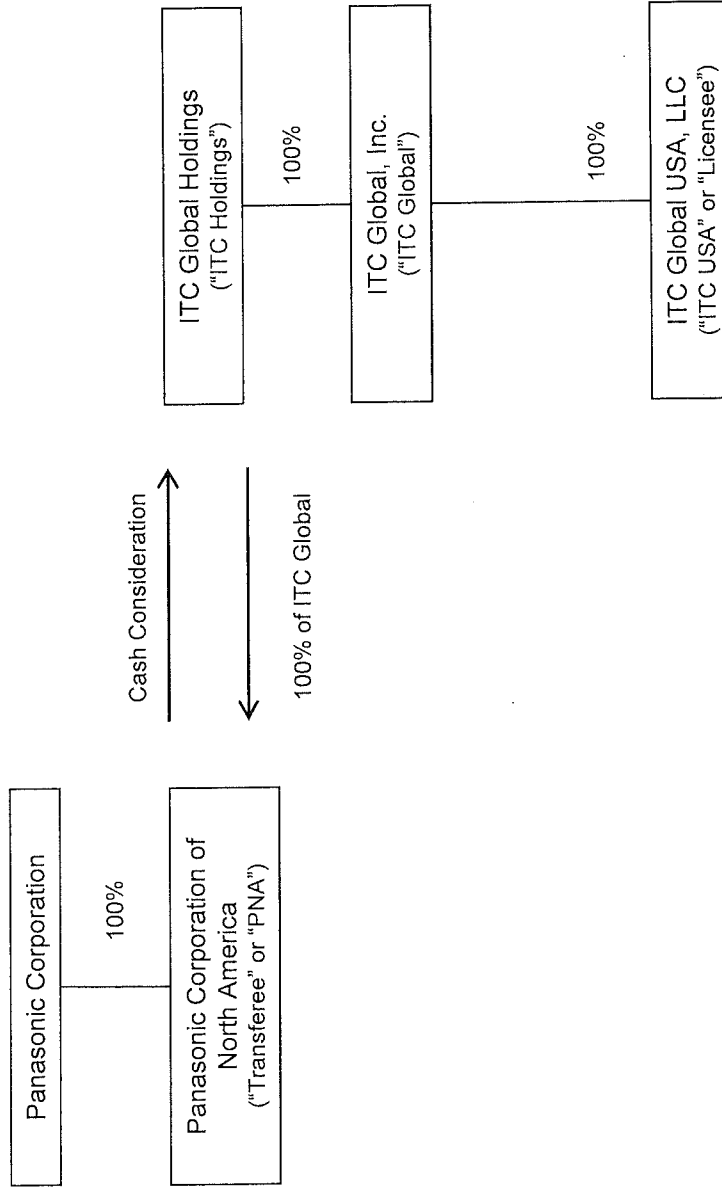 Panasonic Corporation
100%
Panasonic Corporation of
North America
(“Transferee” or “PNA”)
Cash Consideration
100% of ITC Global
ITC Global Holdings
(“ITC Holdings”)
100%
ITC Global, Inc.
(“ITC Global”)
100%
ITC Global USA, LLC
(“ITC USA” or “Licensee”)